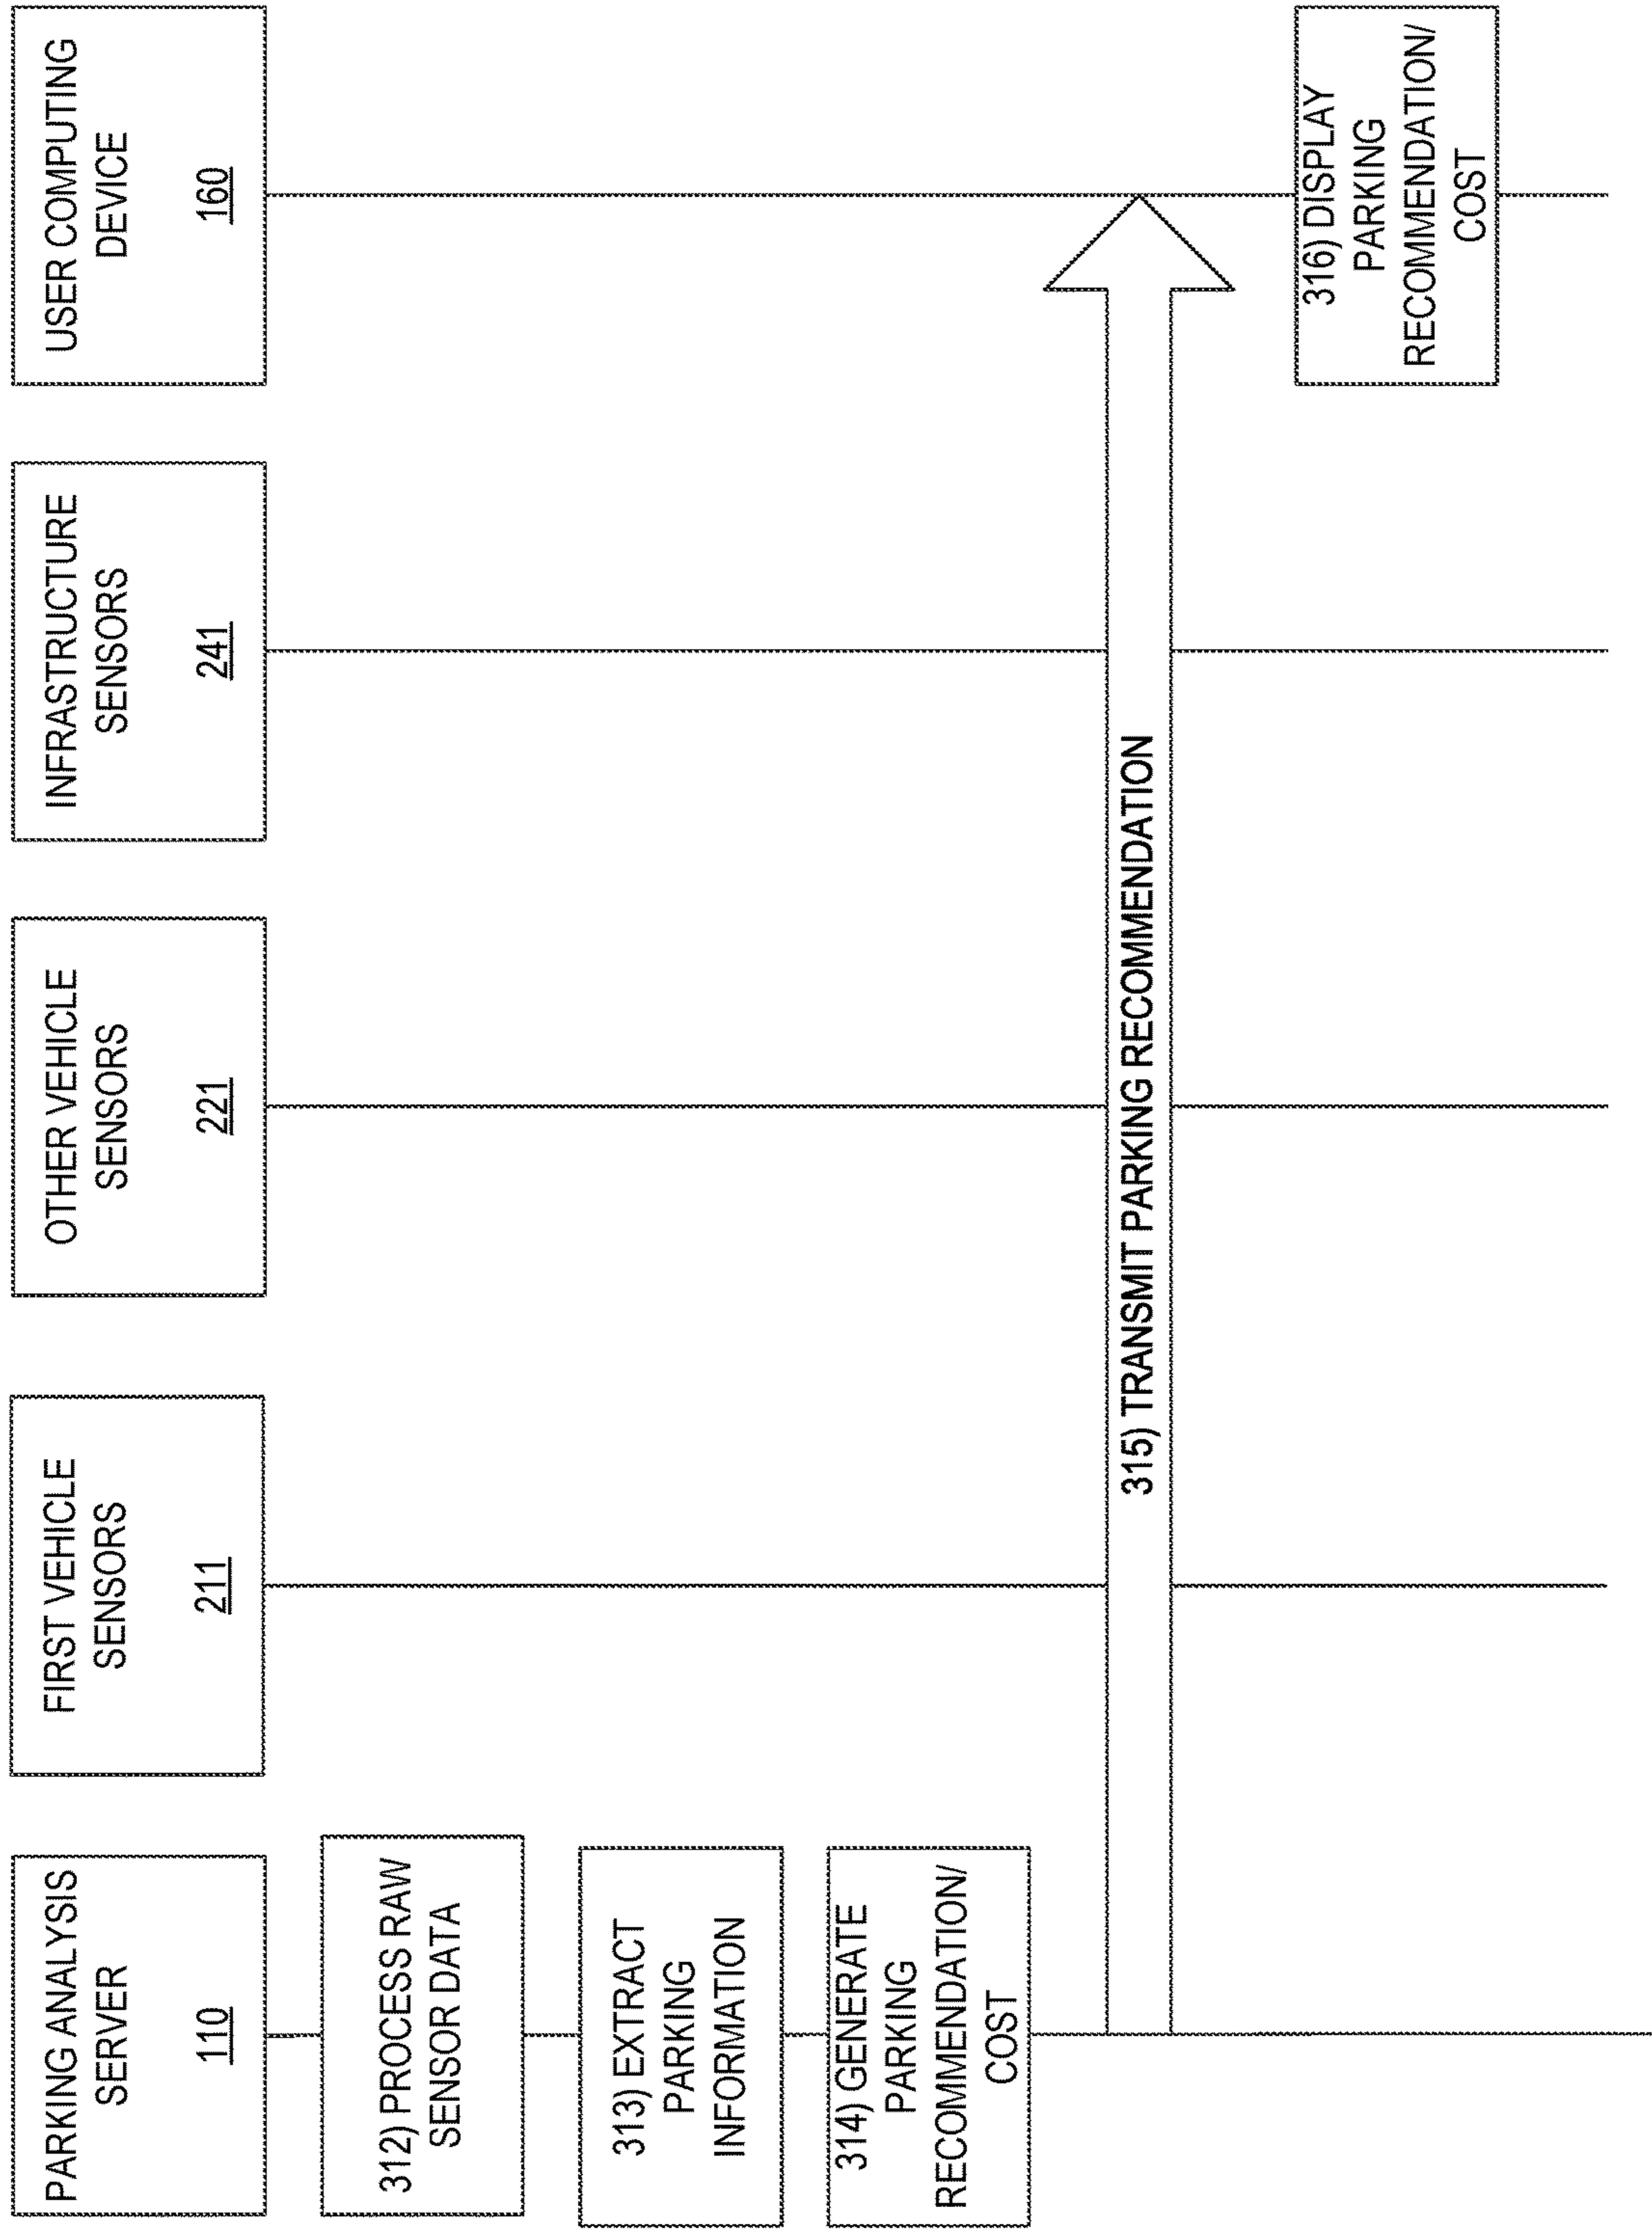 PARKING ANALYSIS
SERVER
110
FIRST VEHICLE
SENSORS
211
OTHER VEHICLE
SENSORS
221
INFRASTRUCTURE
SENSORS
241
USER COMPUTING
DEVICE
160
312) PROCESS RAW
SENSOR DATA
313) EXTRACT
PARKING
INFORMATION
314) GENERATE
PARKING
RECOMMENDATION/
COST
315) TRANSMIT PARKING RECOMMENDATION
316) DISPLAY
PARKING
RECOMMENDATION/
COST